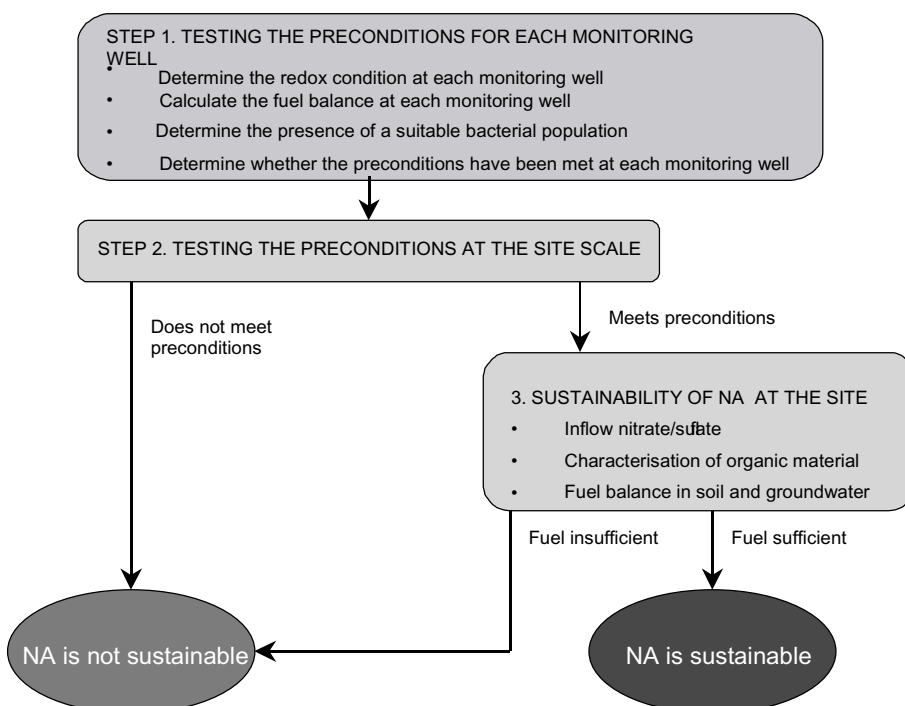 STEP 1. TESTING THE PRECONDITIONS FOR EACH MONITORING
WELL
• Determine the redox condition at each monitoring well
• Calculate the fuel balance at each monitoring well
• Determine the presence of a suitable bacterial population
• Determine whether the preconditions have been met at each monitoring well
STEP 2. TESTING THE PRECONDITIONS AT THE SITE SCALE
Does not meet
preconditions
Meets preconditions
3. SUSTAINABILITY OF NA AT THE SITE
• Inflow nitrate/sulfate
• Characterisation of organic material
• Fuel balance in soil and groundwater
Fuel insufficient
Fuel sufficient
NA is not sustainable
NA is sustainable